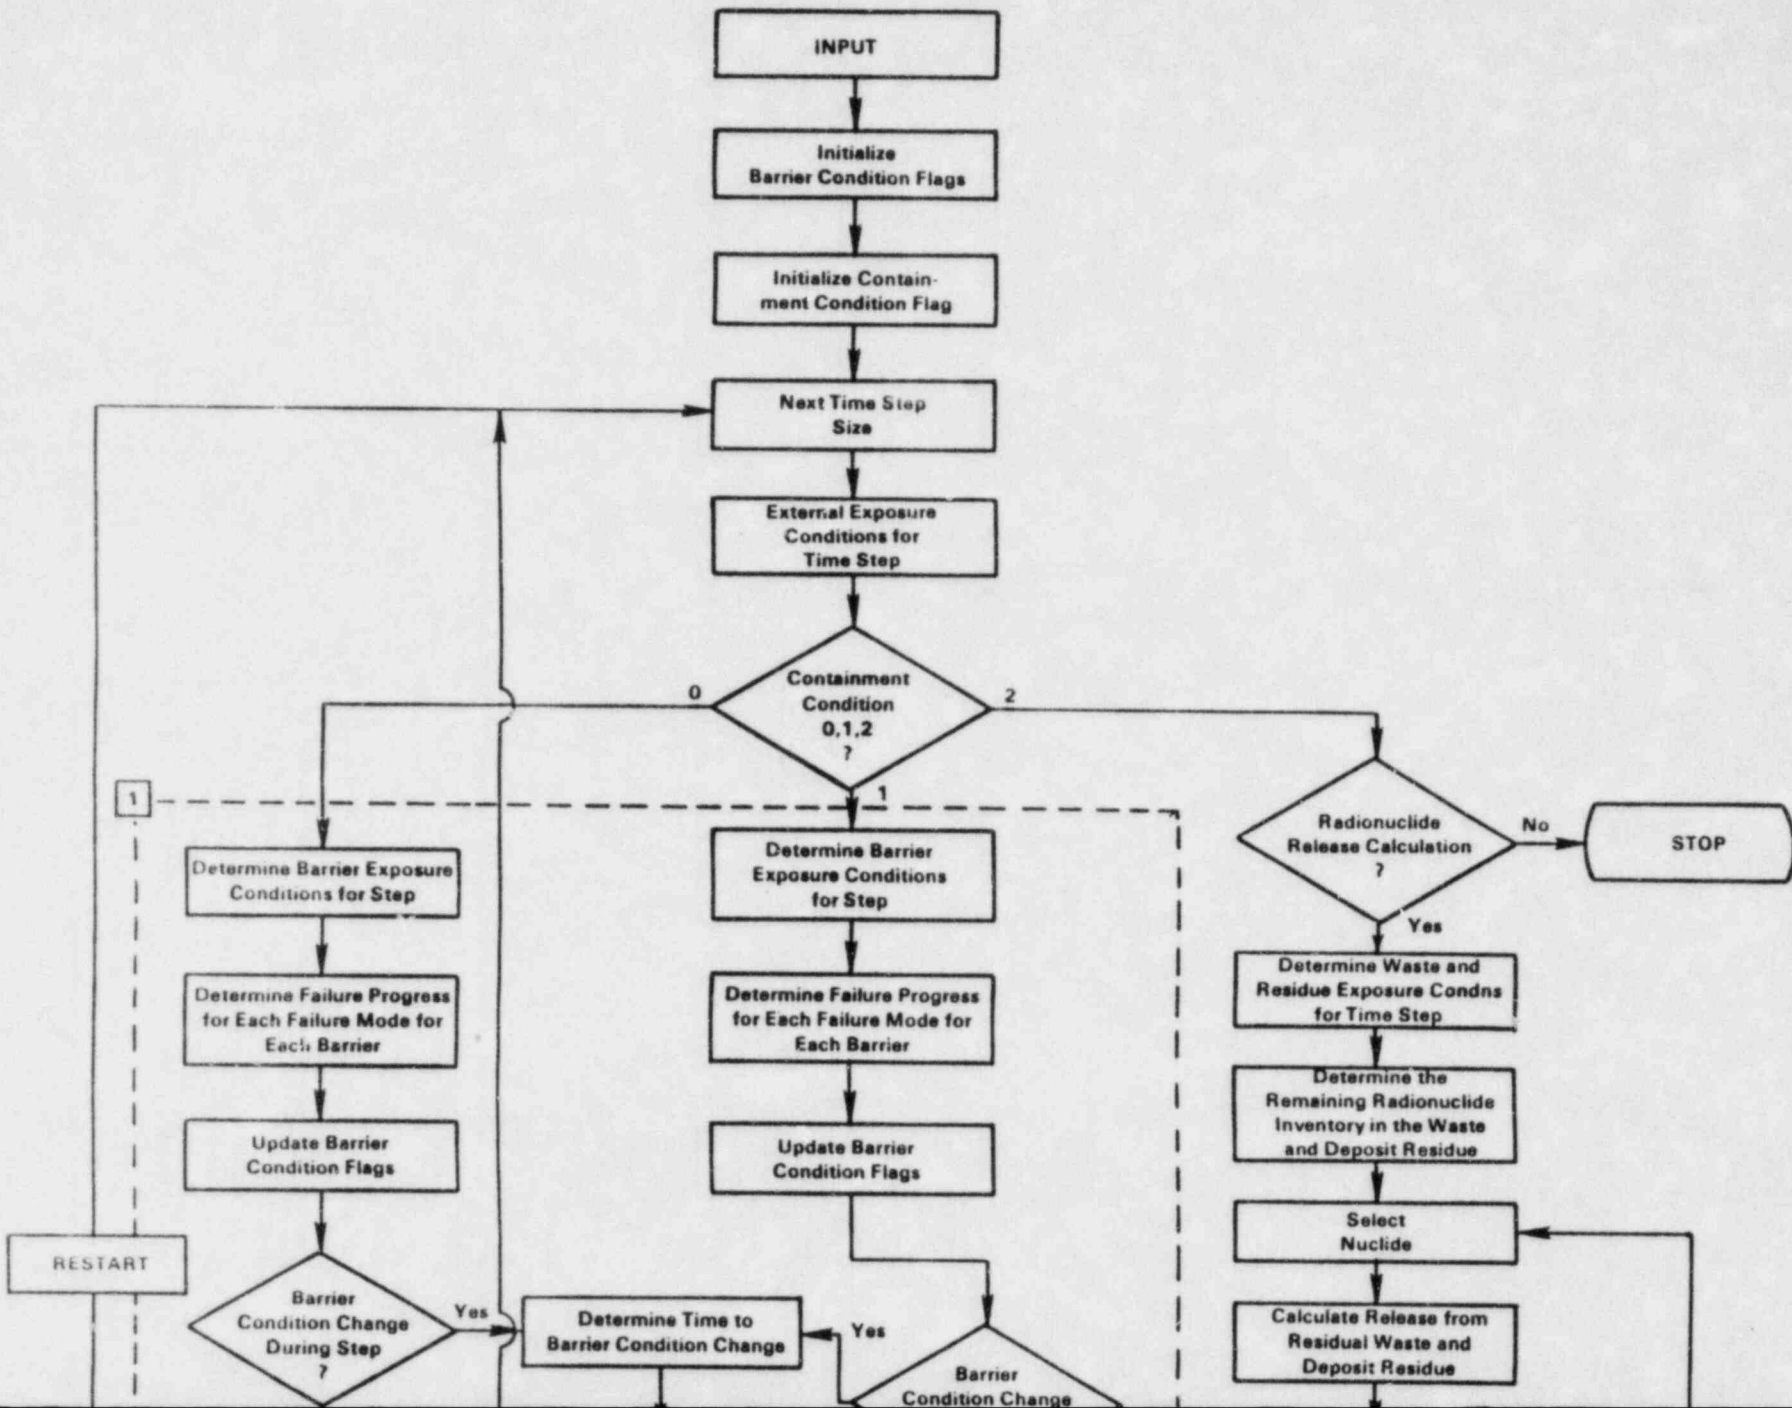 INPUT
Initialize
Barrier Condition Flags
Initialize Contain-
ment Condition Flag
Next Time Step
Size
External Exposure
Conditions for
Time Step
Containment
Condition
0,1,2
?
0
2
1
1
Determine Barrier Exposure
Conditions for Step
Determine Failure Progress
for Each Failure Mode for
Each Barrier
Update Barrier
Condition Flags
RESTART
Barrier
Condition Change
During Step
?
Yes
Determine Time to
Barrier Condition Change
Determine Barrier
Exposure Conditions
for Step
Determine Failure Progress
for Each Failure Mode for
Each Barrier
Update Barrier
Condition Flags
Yes
Barrier
Condition Change
Radionuclide
Release Calculation
?
No
STOP
Yes
Determine Waste and
Residue Exposure Condns
for Time Step
Determine the
Remaining Radionuclide
Inventory in the Waste
and Deposit Residue
Select
Nuclide
Calculate Release from
Residual Waste and
Deposit Residue